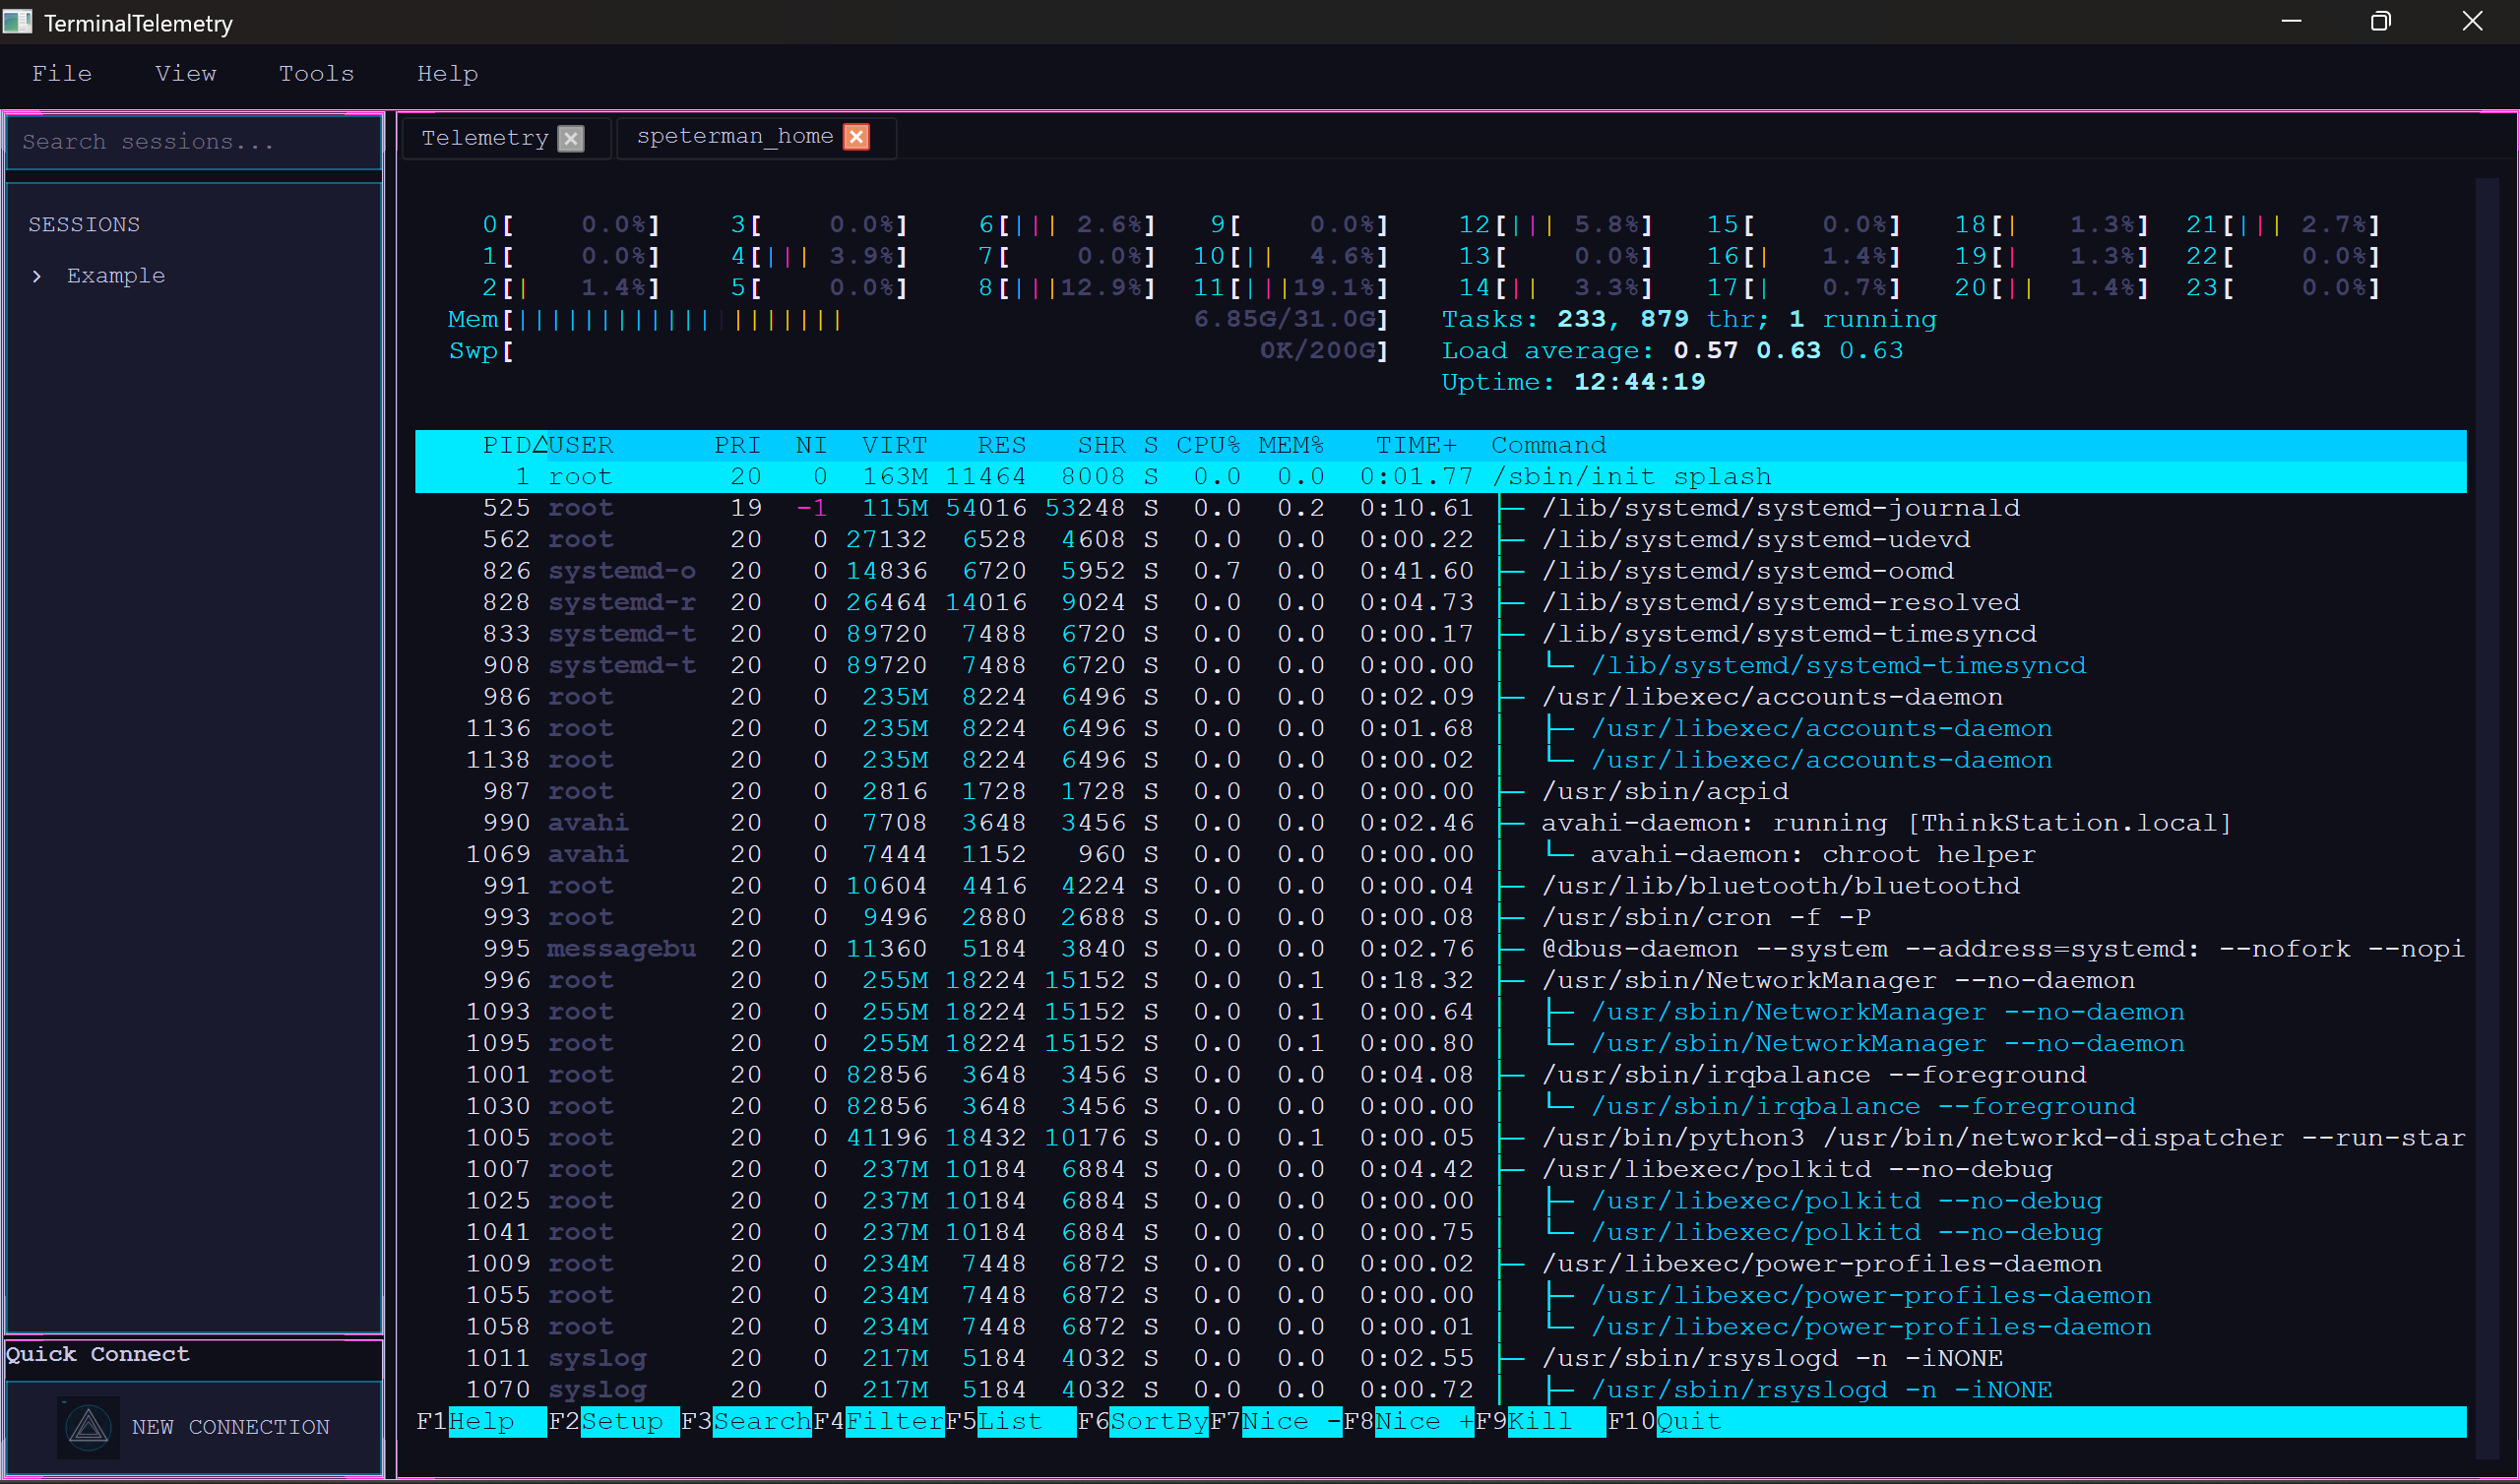 TerminalTelemetry
File View Tools Help
Search sessions...
SESSIONS
Example
Quick Connect
NEW CONNECTION
Telemetry speterman_home
0[ 0.0%] 3[ 0.0%] 6[||| 2.6%] 9[ 0.0%] 12[||| 5.8%] 15[ 0.0%] 18[| 1.3%] 21[||| 2.7%]
1[ 0.0%] 4[||| 3.9%] 7[ 0.0%] 10[|| 4.6%] 13[ 0.0%] 16[| 1.4%] 19[| 1.3%] 22[ 0.0%]
2[| 1.4%] 5[ 0.0%] 8[|||12.9%] 11[|||19.1%] 14[|| 3.3%] 17[| 0.7%] 20[|| 1.4%] 23[ 0.0%]
Mem[|||||||||||||||||||| 6.85G/31.0G] Tasks: 233, 879 thr; 1 running
Swp[ 0K/200G] Load average: 0.57 0.63 0.63
Uptime: 12:44:19
PID△USER PRI NI VIRT RES SHR S CPU% MEM% TIME+ Command
1 root 20 0 163M 11464 8008 S 0.0 0.0 0:01.77 /sbin/init splash
525 root 19 -1 115M 54016 53248 S 0.0 0.2 0:10.61 ├─ /lib/systemd/systemd-journald
562 root 20 0 27132 6528 4608 S 0.0 0.0 0:00.22 ├─ /lib/systemd/systemd-udevd
826 systemd-o 20 0 14836 6720 5952 S 0.7 0.0 0:41.60 ├─ /lib/systemd/systemd-oomd
828 systemd-r 20 0 26464 14016 9024 S 0.0 0.0 0:04.73 ├─ /lib/systemd/systemd-resolved
833 systemd-t 20 0 89720 7488 6720 S 0.0 0.0 0:00.17 ├─ /lib/systemd/systemd-timesyncd
908 systemd-t 20 0 89720 7488 6720 S 0.0 0.0 0:00.00 │ └─ /lib/systemd/systemd-timesyncd
986 root 20 0 235M 8224 6496 S 0.0 0.0 0:02.09 ├─ /usr/libexec/accounts-daemon
1136 root 20 0 235M 8224 6496 S 0.0 0.0 0:01.68 │ ├─ /usr/libexec/accounts-daemon
1138 root 20 0 235M 8224 6496 S 0.0 0.0 0:00.02 │ └─ /usr/libexec/accounts-daemon
987 root 20 0 2816 1728 1728 S 0.0 0.0 0:00.00 ├─ /usr/sbin/acpid
990 avahi 20 0 7708 3648 3456 S 0.0 0.0 0:02.46 ├─ avahi-daemon: running [ThinkStation.local]
1069 avahi 20 0 7444 1152 960 S 0.0 0.0 0:00.00 │ └─ avahi-daemon: chroot helper
991 root 20 0 10604 4416 4224 S 0.0 0.0 0:00.04 ├─ /usr/lib/bluetooth/bluetoothd
993 root 20 0 9496 2880 2688 S 0.0 0.0 0:00.08 ├─ /usr/sbin/cron -f -P
995 messagebu 20 0 11360 5184 3840 S 0.0 0.0 0:02.76 ├─ @dbus-daemon --system --address=systemd: --nofork --nopi
996 root 20 0 255M 18224 15152 S 0.0 0.1 0:18.32 ├─ /usr/sbin/NetworkManager --no-daemon
1093 root 20 0 255M 18224 15152 S 0.0 0.1 0:00.64 │ ├─ /usr/sbin/NetworkManager --no-daemon
1095 root 20 0 255M 18224 15152 S 0.0 0.1 0:00.80 │ └─ /usr/sbin/NetworkManager --no-daemon
1001 root 20 0 82856 3648 3456 S 0.0 0.0 0:04.08 ├─ /usr/sbin/irqbalance --foreground
1030 root 20 0 82856 3648 3456 S 0.0 0.0 0:00.00 │ └─ /usr/sbin/irqbalance --foreground
1005 root 20 0 41196 18432 10176 S 0.0 0.1 0:00.05 ├─ /usr/bin/python3 /usr/bin/networkd-dispatcher --run-star
1007 root 20 0 237M 10184 6884 S 0.0 0.0 0:04.42 ├─ /usr/libexec/polkitd --no-debug
1025 root 20 0 237M 10184 6884 S 0.0 0.0 0:00.00 │ ├─ /usr/libexec/polkitd --no-debug
1041 root 20 0 237M 10184 6884 S 0.0 0.0 0:00.75 │ └─ /usr/libexec/polkitd --no-debug
1009 root 20 0 234M 7448 6872 S 0.0 0.0 0:00.02 ├─ /usr/libexec/power-profiles-daemon
1055 root 20 0 234M 7448 6872 S 0.0 0.0 0:00.00 │ ├─ /usr/libexec/power-profiles-daemon
1058 root 20 0 234M 7448 6872 S 0.0 0.0 0:00.01 │ └─ /usr/libexec/power-profiles-daemon
1011 syslog 20 0 217M 5184 4032 S 0.0 0.0 0:02.55 ├─ /usr/sbin/rsyslogd -n -iNONE
1070 syslog 20 0 217M 5184 4032 S 0.0 0.0 0:00.72 │ ├─ /usr/sbin/rsyslogd -n -iNONE
F1Help F2Setup F3SearchF4FilterF5List F6SortByF7Nice -F8Nice +F9Kill F10Quit